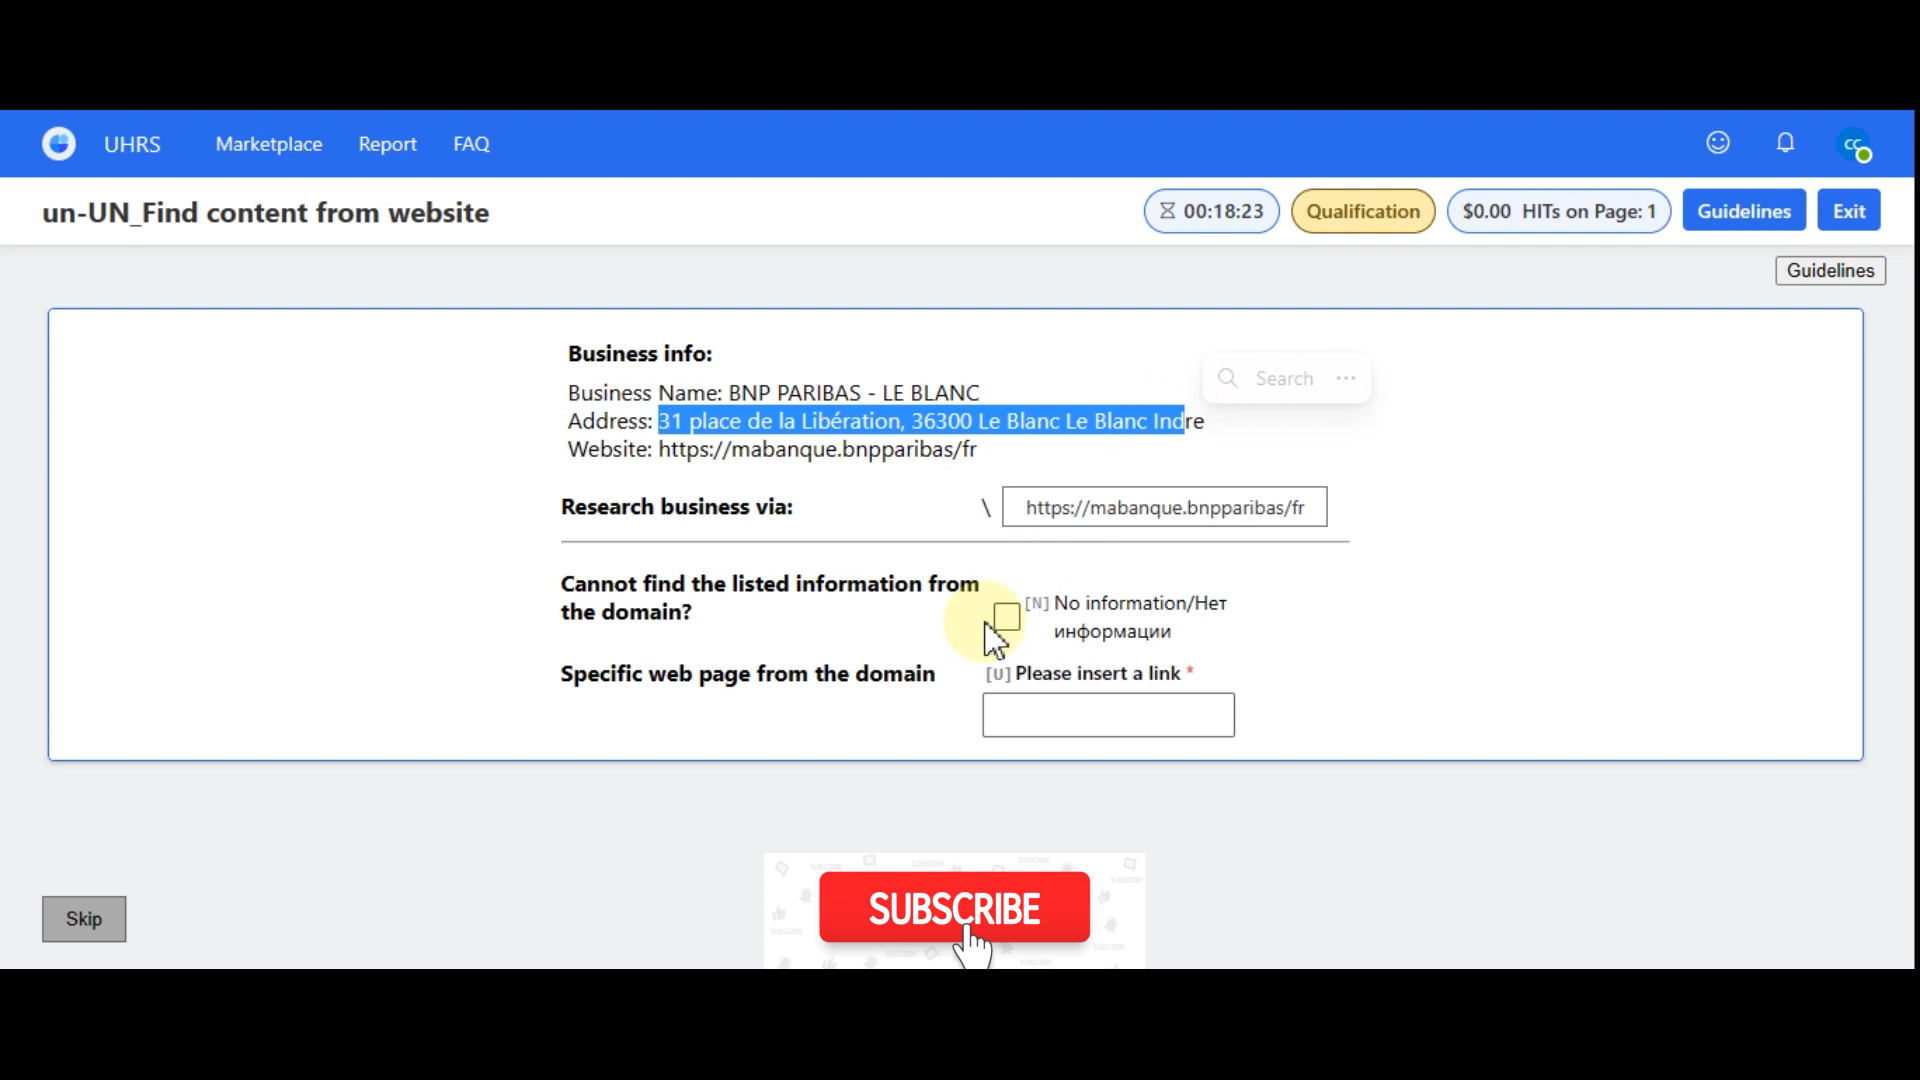 UHRS Marketplace Report FAQ CC
un-UN_Find content from website 00:18:23 Qualification $0.00 HITs on Page: 1 Guidelines Exit
Guidelines
Business info:
Search ...
Business Name: BNP PARIBAS - LE BLANC
Address: 31 place de la Libération, 36300 Le Blanc Le Blanc Indre
Website: https://mabanque.bnpparibas/fr
Research business via: \ https://mabanque.bnpparibas/fr
Cannot find the listed information from
the domain?
[N] No information/Нет
информации
Specific web page from the domain [U] Please insert a link *
Skip
SUBSCRIBE